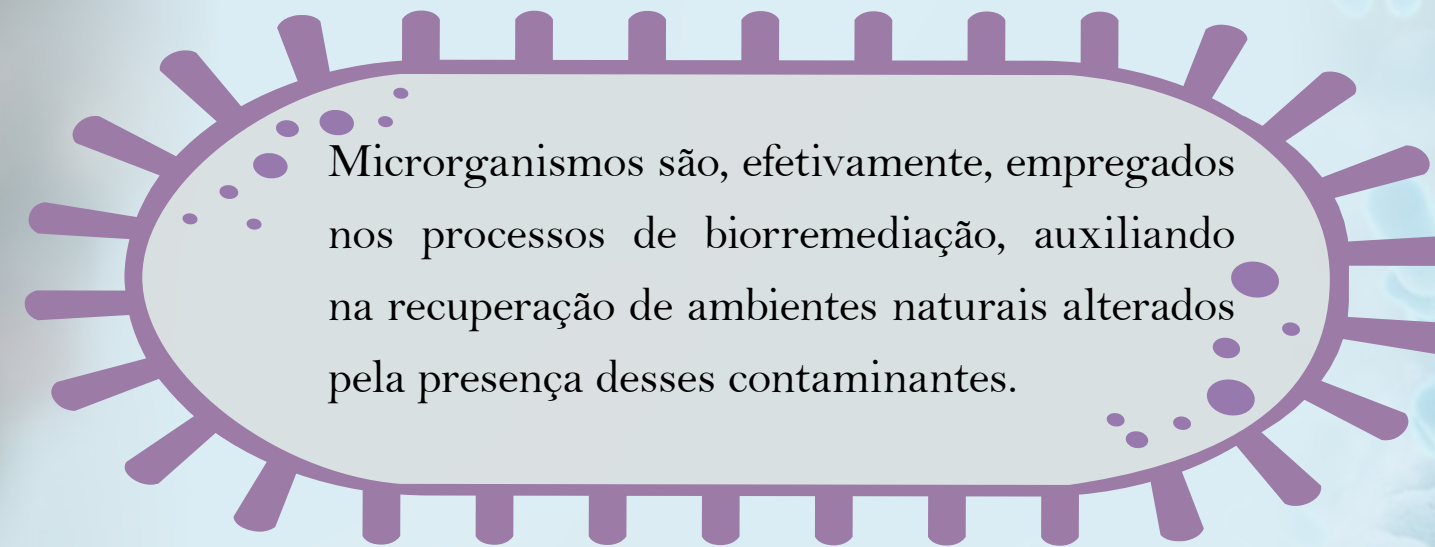 Microrganismos são, efetivamente, empregados
nos processos de biorremediação, auxiliando
na recuperação de ambientes naturais alterados
pela presença desses contaminantes.